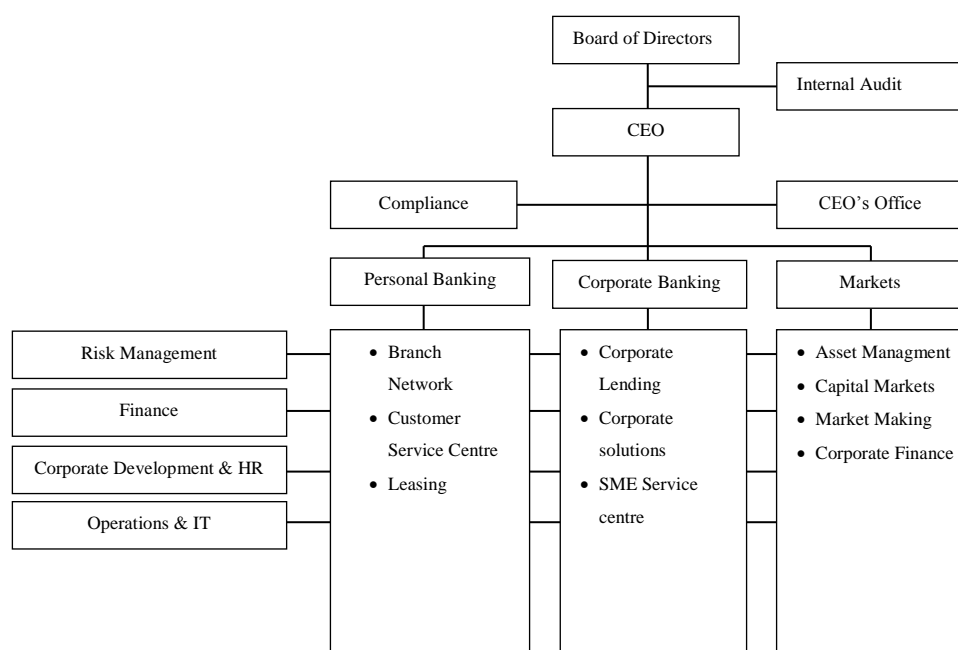 Board of Directors
Internal Audit
CEO
Compliance
CEO’s Office
Personal Banking
Corporate Banking
Markets
Risk Management
Finance
Corporate Development & HR
Operations & IT
• Branch
Network
• Customer
Service Centre
• Leasing
• Corporate
Lending
• Corporate
solutions
• SME Service
centre
• Asset Managment
• Capital Markets
• Market Making
• Corporate Finance